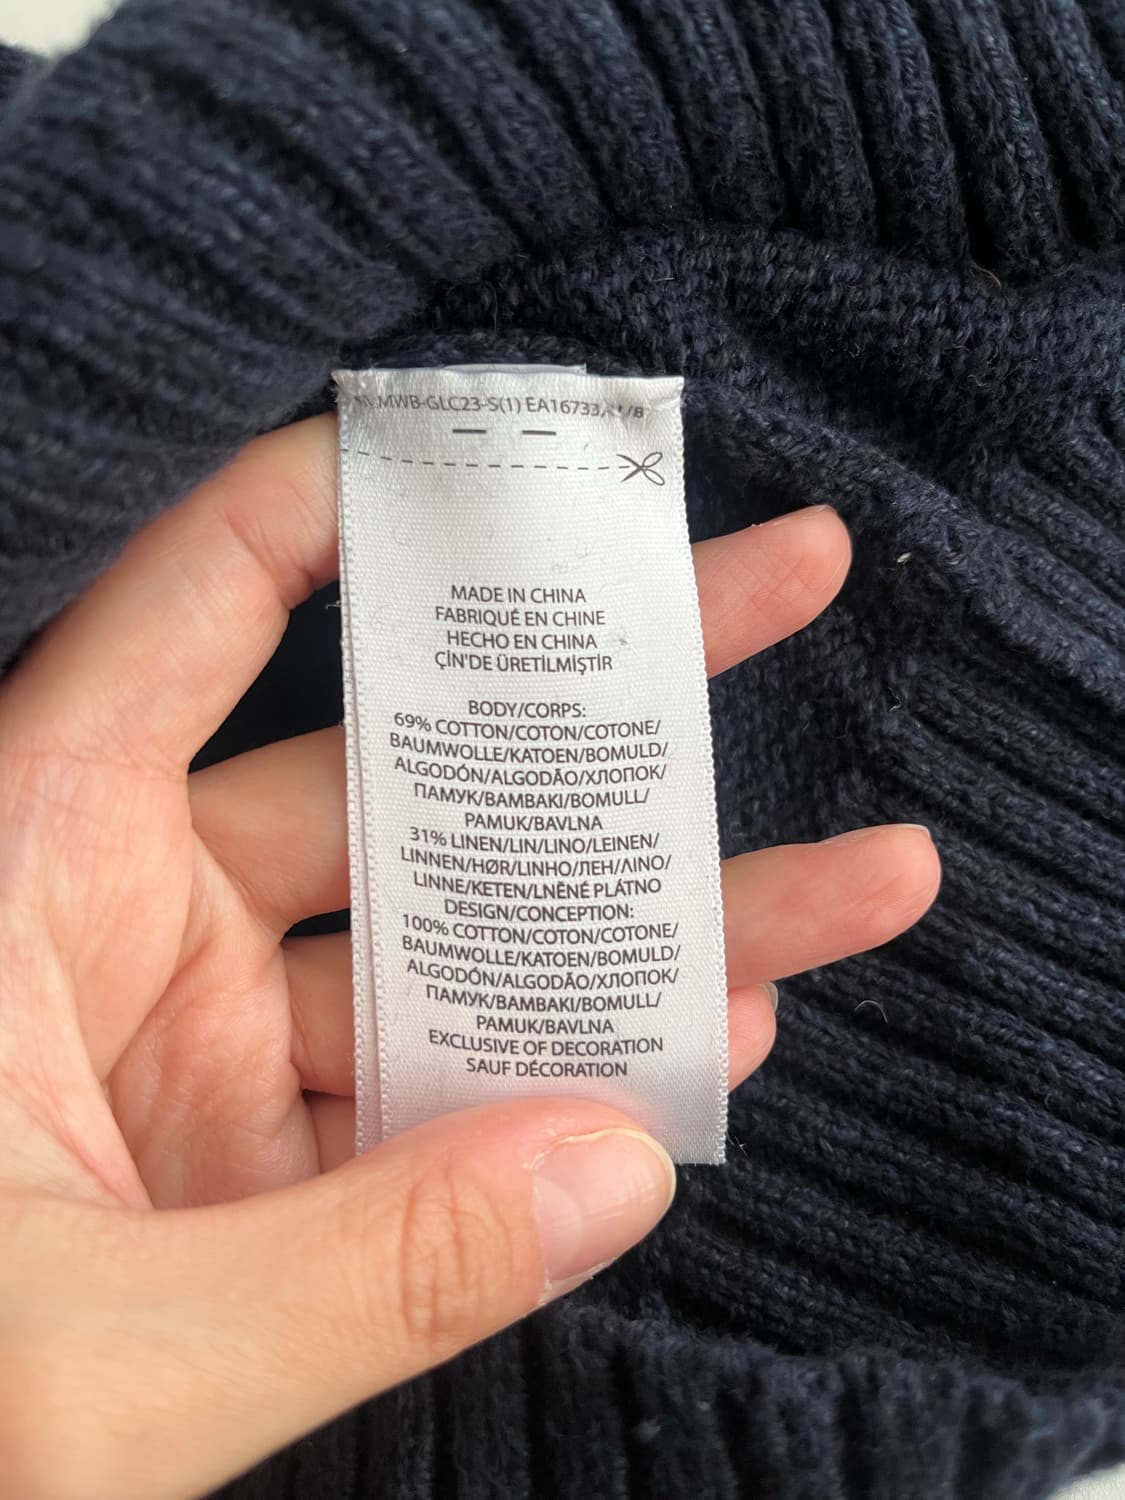 MWB-GLC23-S(1) EA16733
MADE IN CHINA
FABRIQUÉ EN CHINE
HECHO EN CHINA
ÇİN'DE ÜRETİLMİŞTİR
BODY/CORPS:
69% COTTON/COTON/COTONE/
BAUMWOLLE/KATOEN/BOMULD/
ALGODÓN/ALGODÃO/ХЛОПОК/
ПАМУК/BAMBAKI/BOMULL/
PAMUK/BAVLNA
31% LINEN/LIN/LINO/LEINEN/
LINNEN/HØR/LINHO/ЛЕН/ΛΙΝΟ/
LINNE/KETEN/LNĚNÉ PLÁTNO
DESIGN/CONCEPTION:
100% COTTON/COTON/COTONE/
BAUMWOLLE/KATOEN/BOMULD/
ALGODÓN/ALGODÃO/ХЛОПОК/
ПАМУК/BAMBAKI/BOMULL/
PAMUK/BAVLNA
EXCLUSIVE OF DECORATION
SAUF DÉCORATION